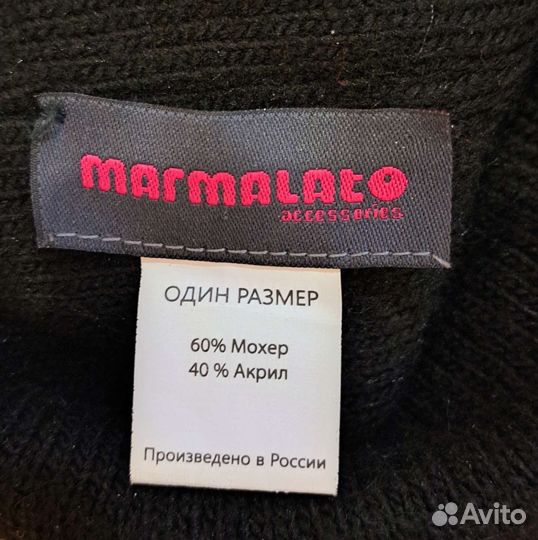 marmalato
accessories
ОДИН РАЗМЕР
60% Мохер
40 % Акрил
Произведено в России
Avito